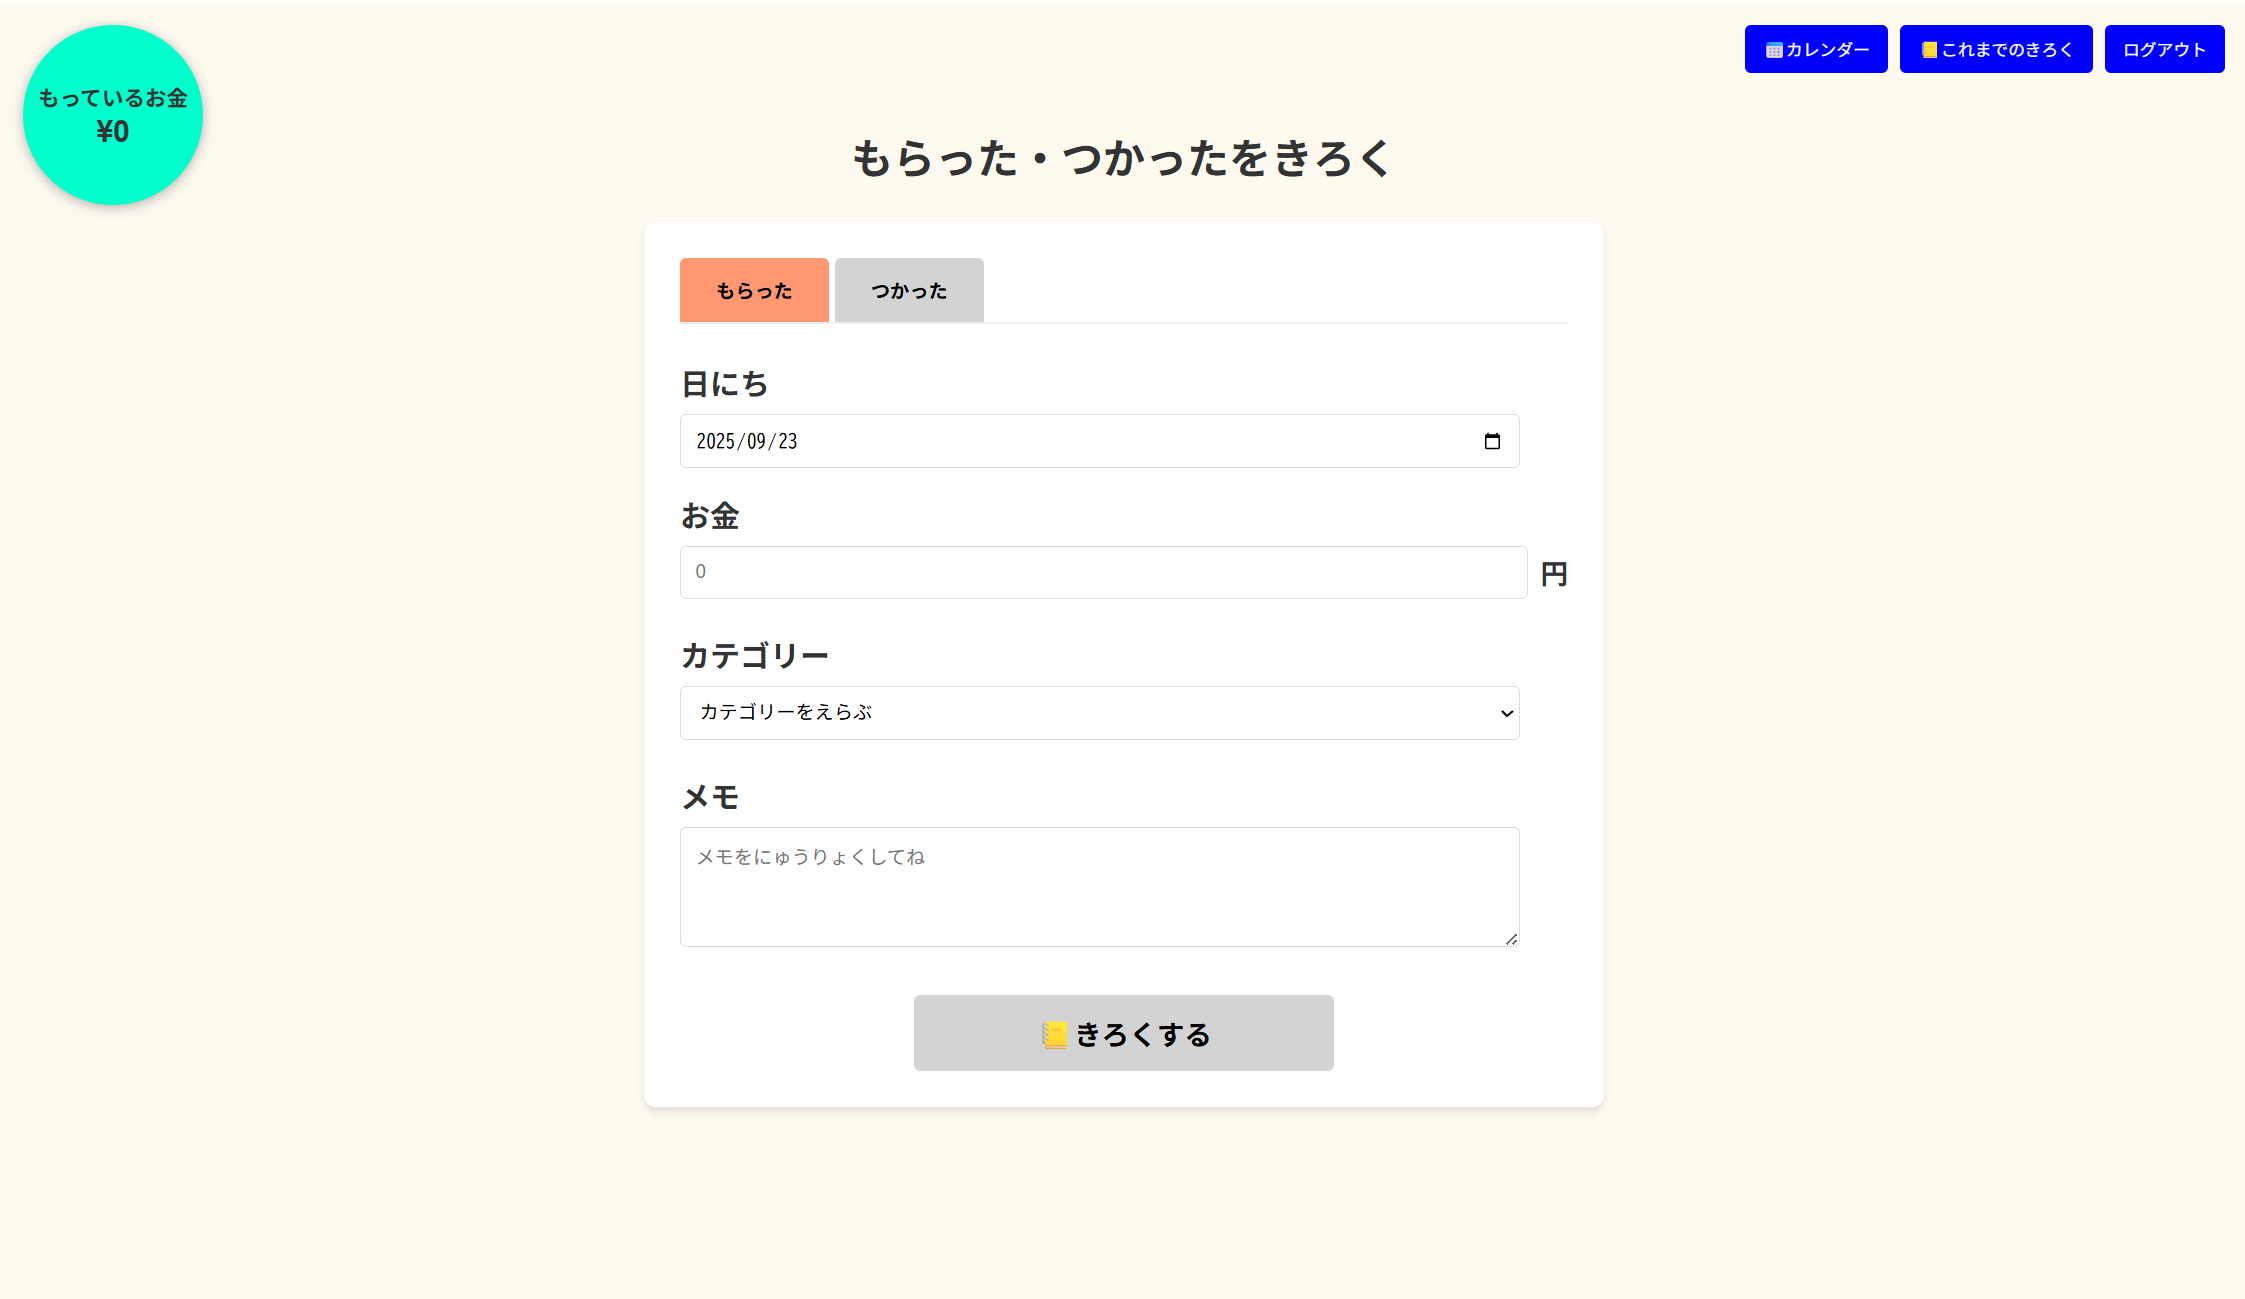 もっているお金
¥0
カレンダー
これまでのきろく
ログアウト
もらった・つかったをきろく
もらった
つかった
日にち
2025/09/23
お金
0
円
カテゴリー
カテゴリーをえらぶ
メモ
メモをにゅうりょくしてね
きろくする